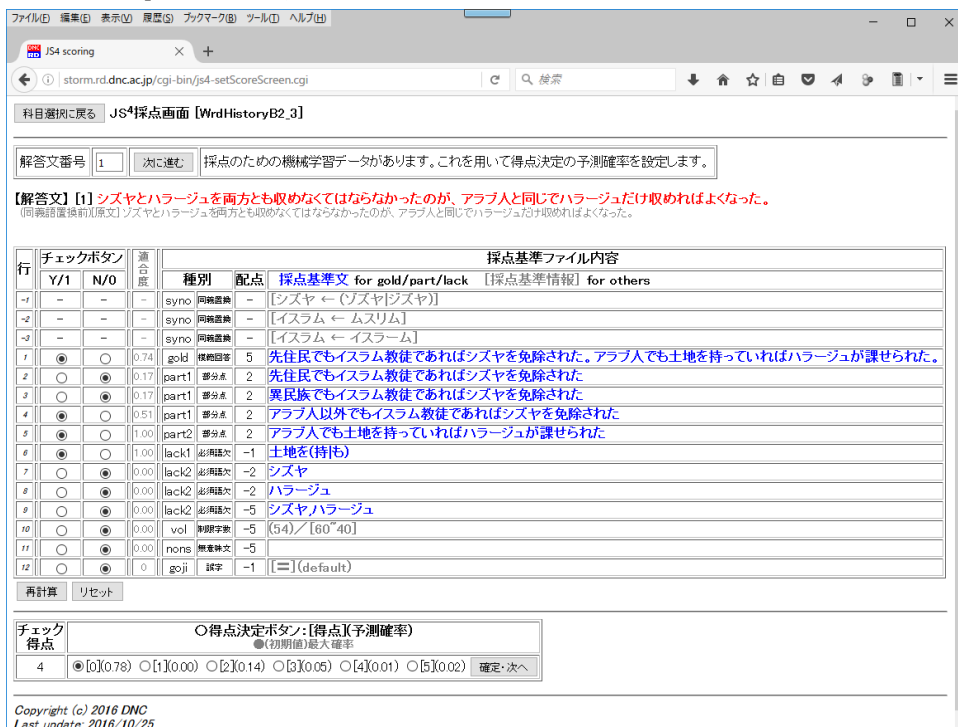 ファイル(F) 編集(E) 表示(V) 履歴(S) ブックマーク(B) ツール(T) ヘルプ(H)
JS4 scoring
storm.rd.dnc.ac.jp/cgi-bin/js4-setScoreScreen.cgi 検索
科目選択に戻る JS4採点画面 [WrldHistoryB2_3]
解答文番号 1 次に進む 採点のための機械学習データがあります。これを用いて得点決定の予測確率を設定します。
【解答文】[1] シズヤとハラージュを両方とも収めなくてはならなかったのが、アラブ人と同じでハラージュだけ収めればよくなった。
(同義語置換前)[原文] ジズヤとハラージュを両方とも収めなくてはならなかったのが、アラブ人と同じでハラージュだけ収めればよくなった。
行 チェックボタン 適合度 採点基準ファイル内容
Y/1 N/0 種別 配点 採点基準文 for gold/part/lack [採点基準情報] for others
-1 - - - syno 同義置換 - [シズヤ ← (ゾズヤ|ジズヤ)]
-2 - - - syno 同義置換 - [イスラム ← ムスリム]
-3 - - - syno 同義置換 - [イスラム ← イスラーム]
1 0.74 gold 模範回答 5 先住民でもイスラム教徒であればシズヤを免除された。アラブ人でも土地を持っていればハラージュが課せられた。
2 0.17 part1 部分点 2 先住民でもイスラム教徒であればシズヤを免除された
3 0.17 part1 部分点 2 異民族でもイスラム教徒であればシズヤを免除された
4 0.51 part1 部分点 2 アラブ人以外でもイスラム教徒であればシズヤを免除された
5 1.00 part2 部分点 2 アラブ人でも土地を持っていればハラージュが課せられた
6 1.00 lack1 必須語欠 -1 土地を(持|も)
7 0.00 lack2 必須語欠 -2 シズヤ
8 0.00 lack2 必須語欠 -2 ハラージュ
9 0.00 lack2 必須語欠 -5 シズヤ,ハラージュ
10 0.00 vol 制限字数 -5 (54)／[60~40]
11 0.00 nons 無意味文 -5
12 0 goji 誤字 -1 [=](default)
再計算 リセット
チェック得点 ○得点決定ボタン:[得点](予測確率)
●(初期値)最大確率
4 [0](0.78) [1](0.00) [2](0.14) [3](0.05) [4](0.01) [5](0.02) 確定・次へ
Copyright (c) 2016 DNC
Last update: 2016/10/25